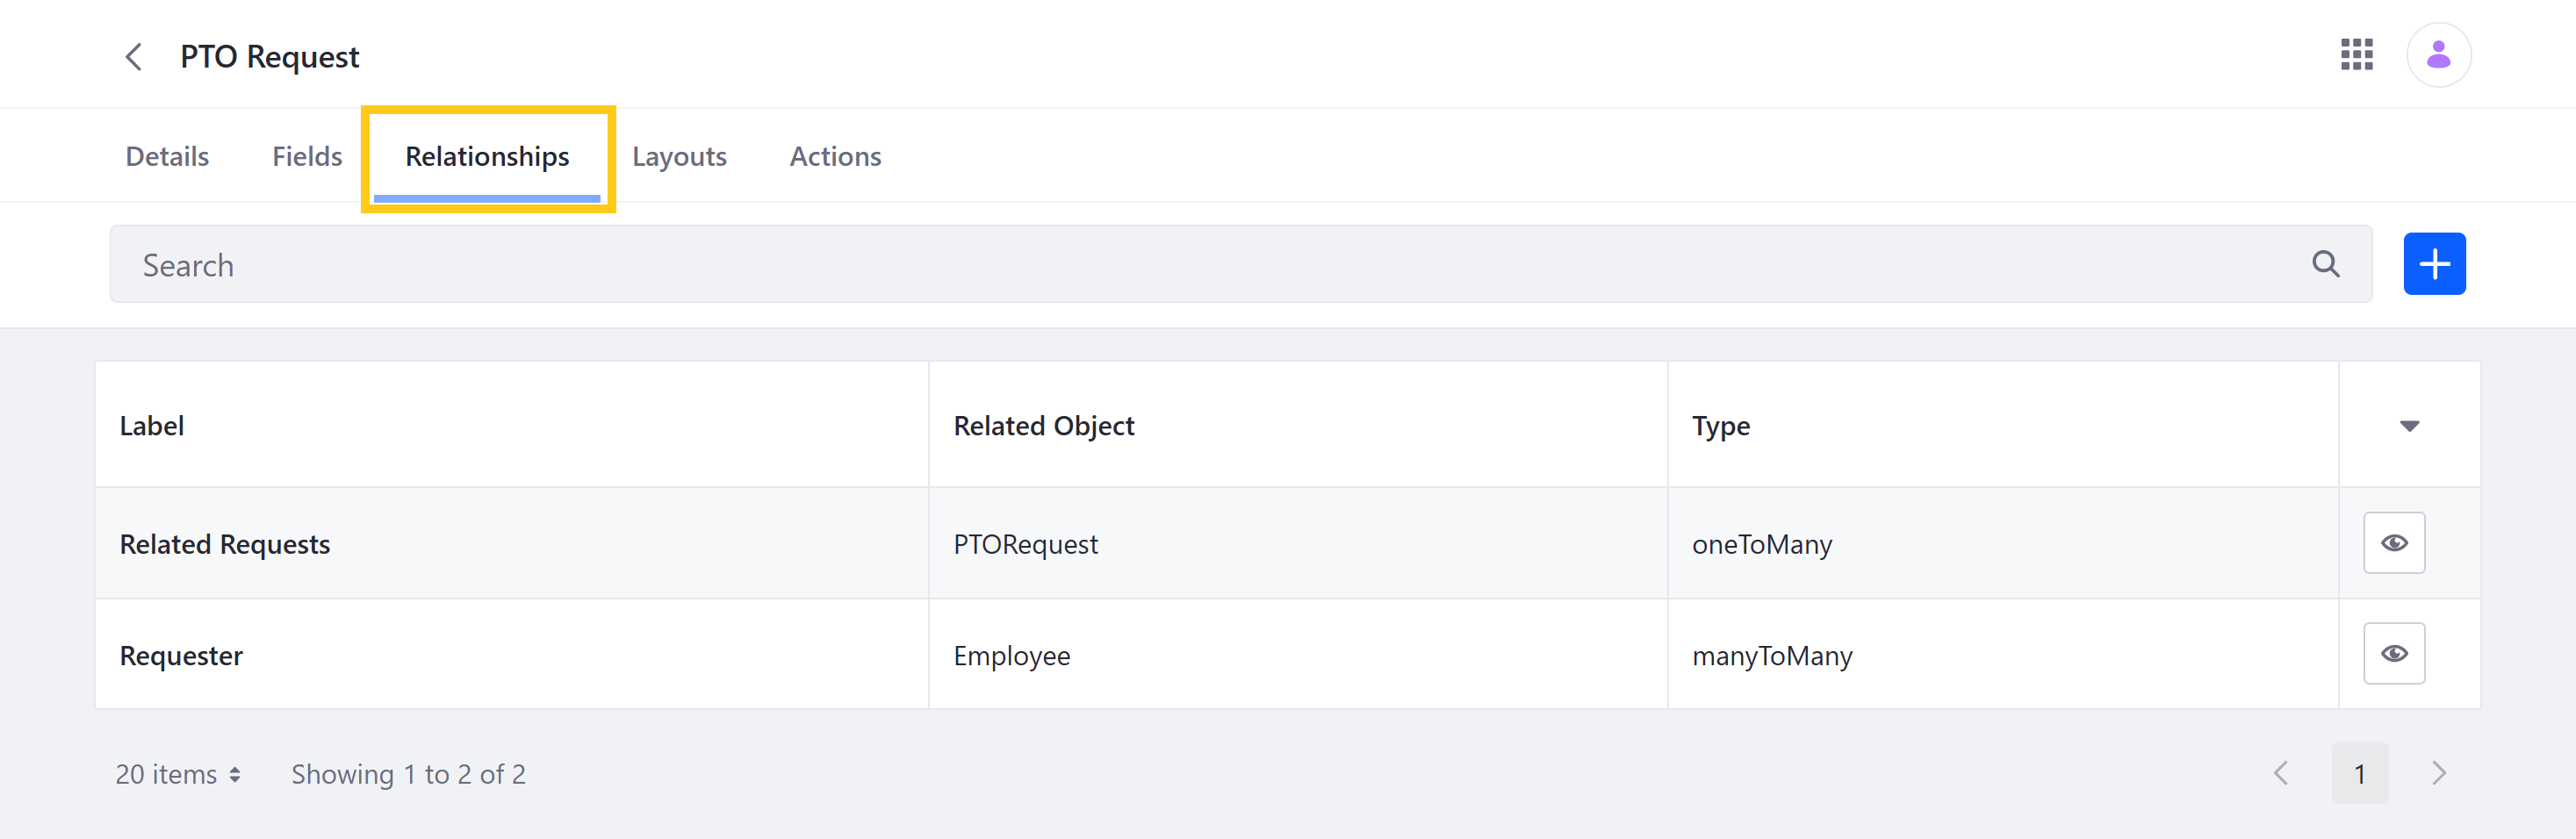 PTO Request
Details Fields Relationships Layouts Actions
Search
Label Related Object Type
Related Requests PTORequest oneToMany
Requester Employee manyToMany
20 items Showing 1 to 2 of 2 1